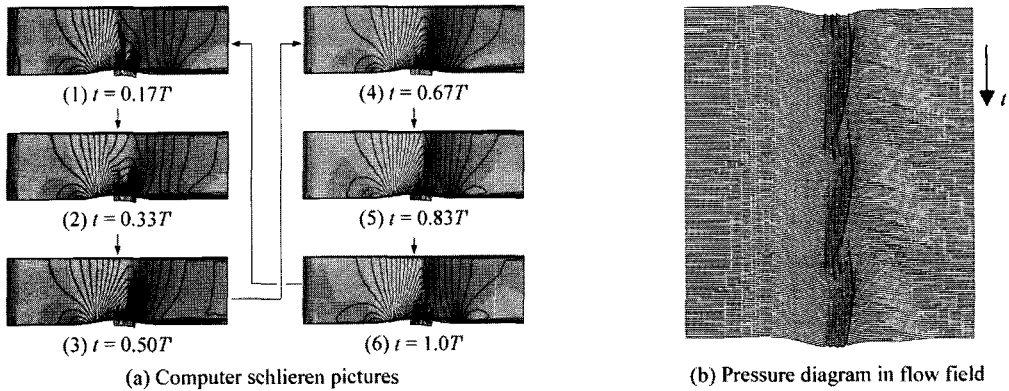 (1) t = 0.17T
(2) t = 0.33T
(3) t = 0.50T
(4) t = 0.67T
(5) t = 0.83T
(6) t = 1.0T
(a) Computer schlieren pictures
t
(b) Pressure diagram in flow field